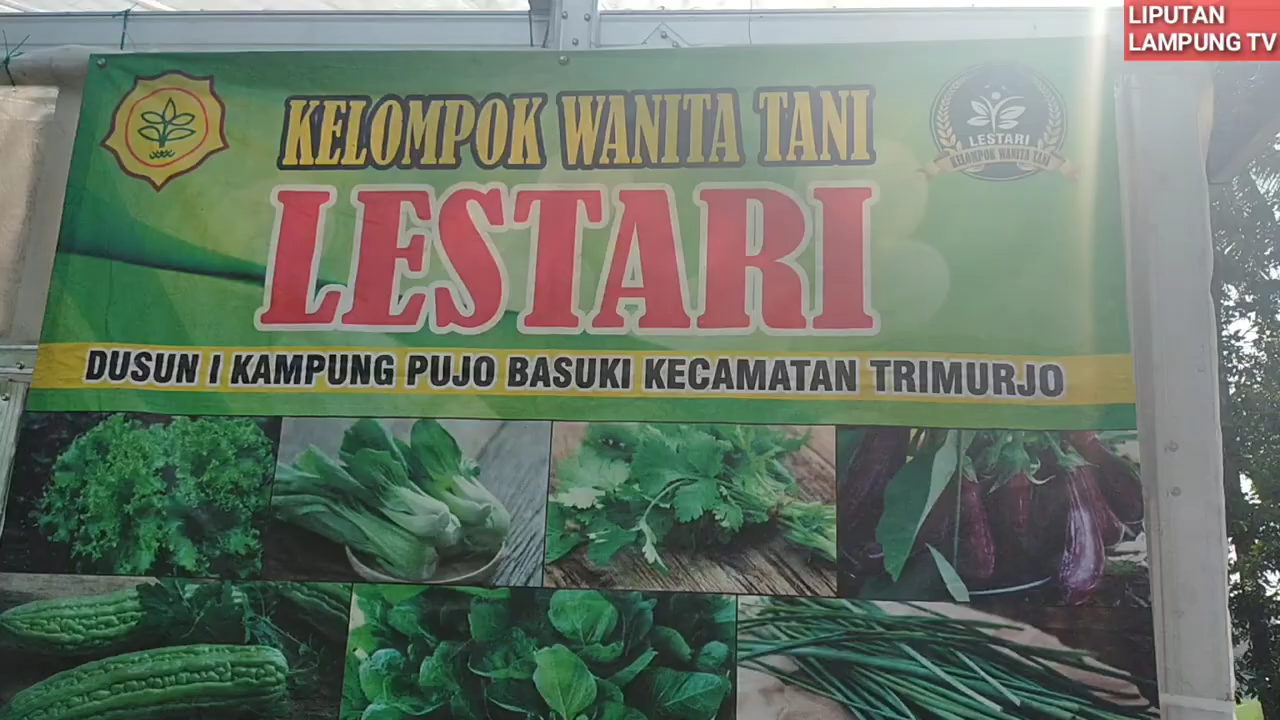 LIPUTAN
LAMPUNG TV
KELOMPOK WANITA TANI
LESTARI
LESTARI
KELOMPOK WANITA TANI
DUSUN I KAMPUNG PUJO BASUKI KECAMATAN TRIMURJO